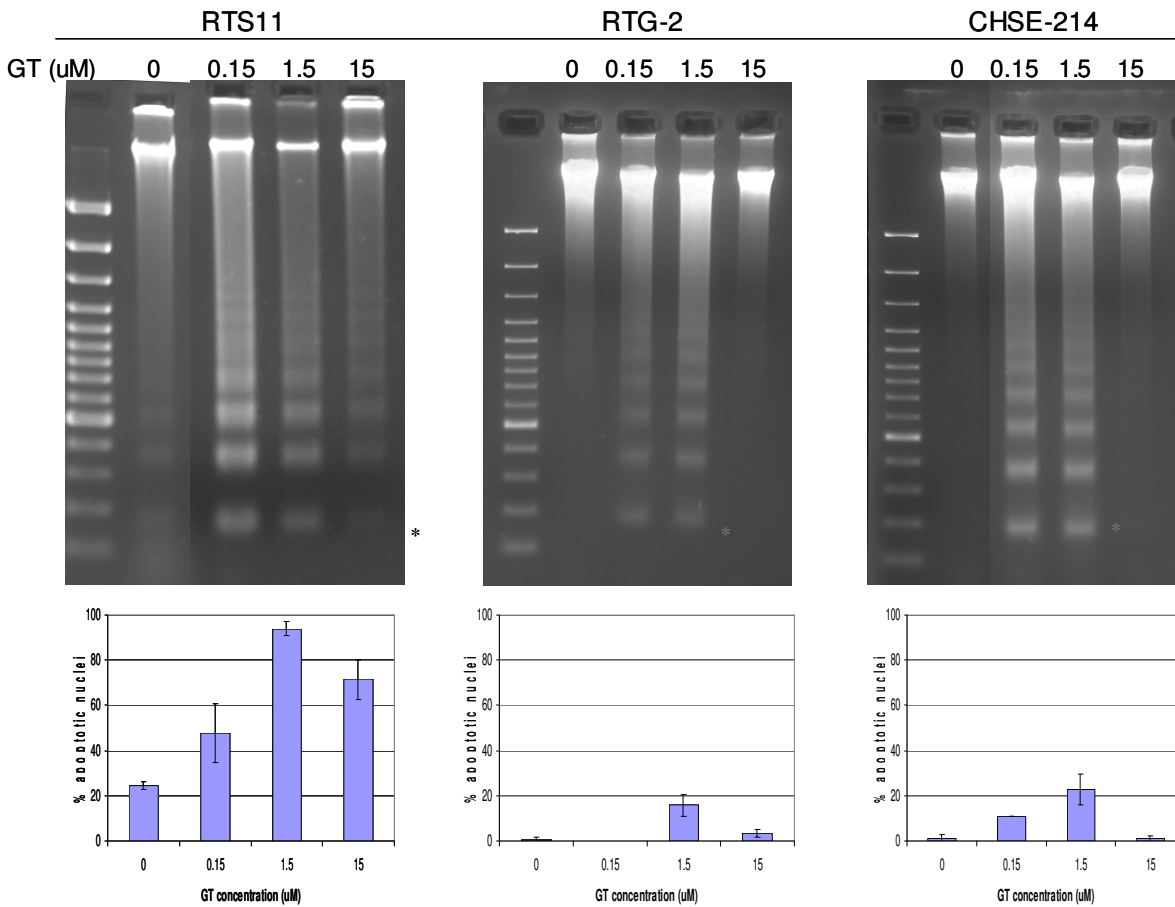 RTS11 RTG-2 CHSE-214
GT (uM) 0 0.15 1.5 15 0 0.15 1.5 15 0 0.15 1.5 15
* * *
100 100 100
80 80 80
60 60 60
40 40 40
20 20 20
0 0 0
% apoptotic nuclei % apoptotic nuclei % apoptotic nuclei
0 0.15 1.5 15 0 0.15 1.5 15 0 0.15 1.5 15
GT concentration (uM) GT concentration (uM) GT concentration (uM)